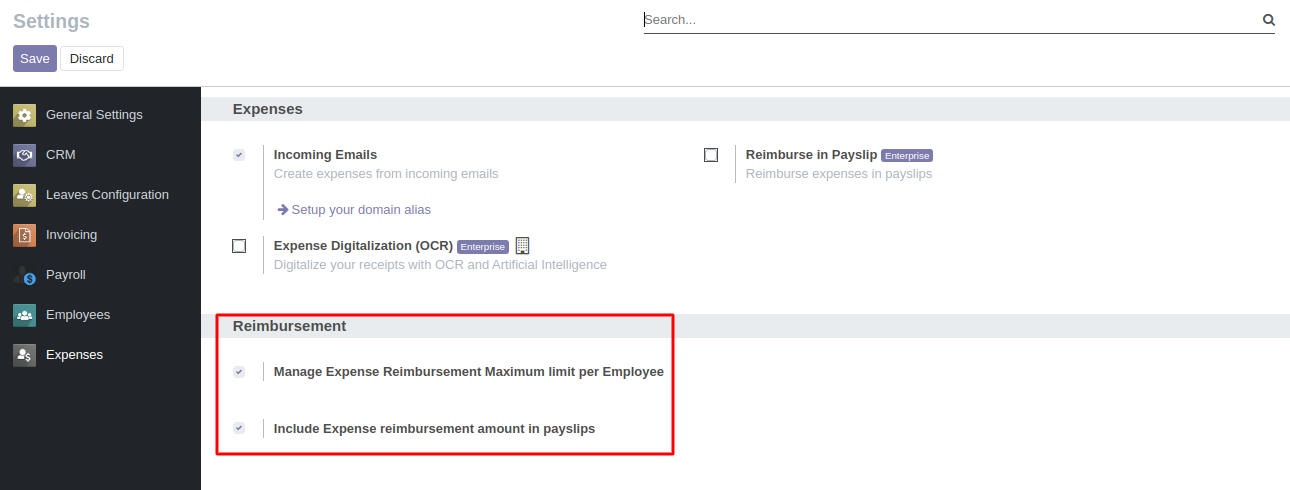 Settings
Search...
Save Discard
General Settings
CRM
Leaves Configuration
Invoicing
Payroll
Employees
Expenses
Expenses
Incoming Emails
Create expenses from incoming emails
Setup your domain alias
Reimburse in Payslip Enterprise
Reimburse expenses in payslips
Expense Digitalization (OCR) Enterprise
Digitalize your receipts with OCR and Artificial Intelligence
Reimbursement
Manage Expense Reimbursement Maximum limit per Employee
Include Expense reimbursement amount in payslips